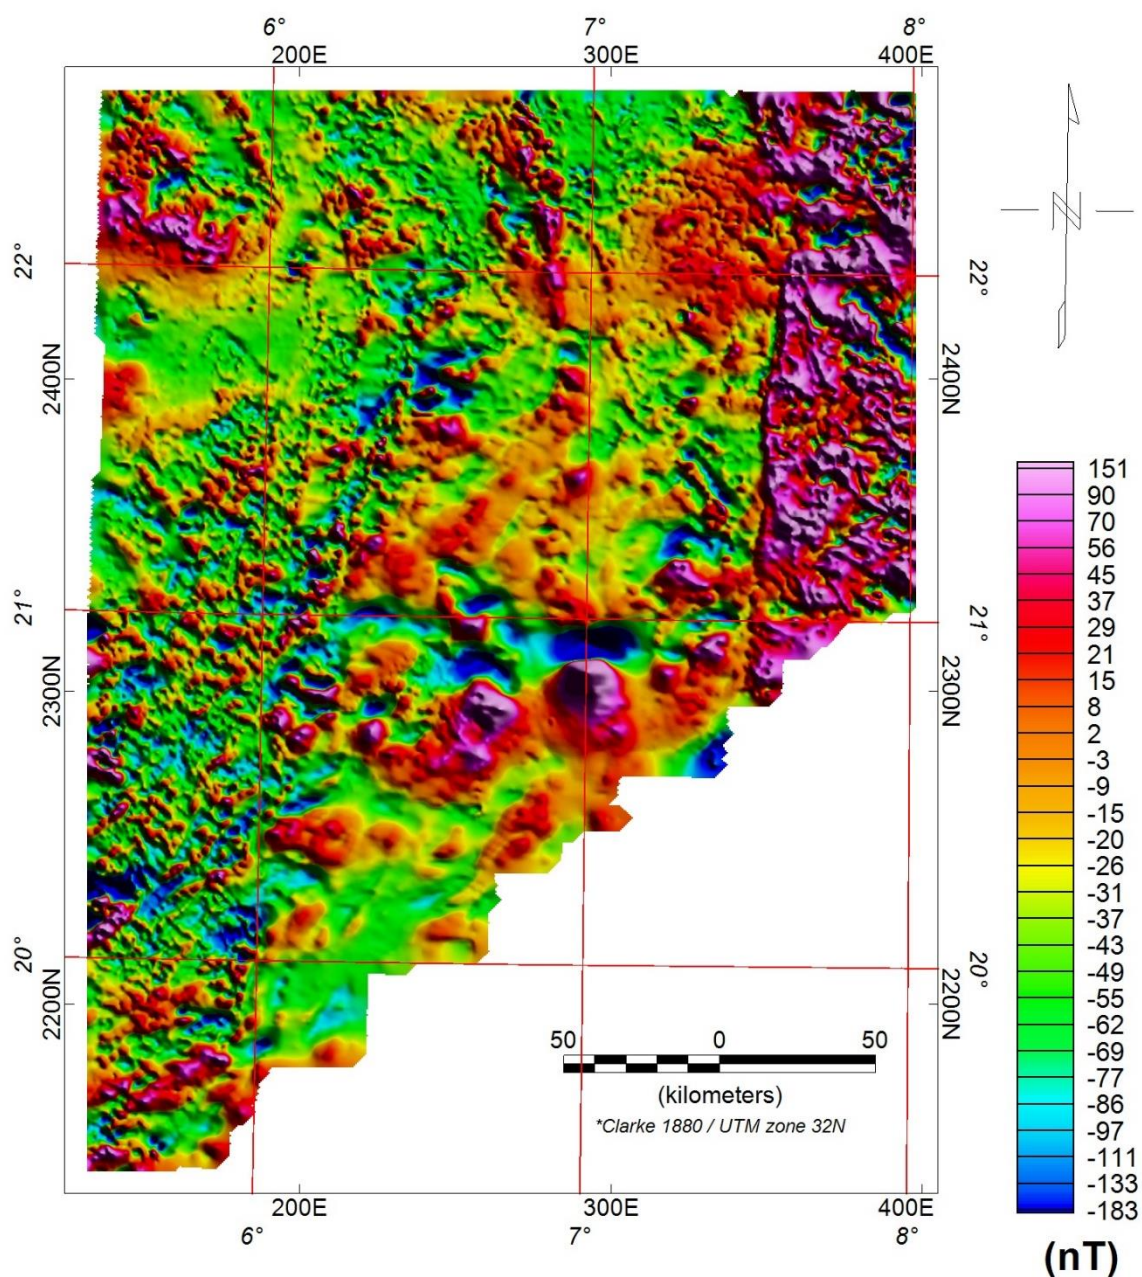 6° 7° 8°
200E 300E 400E
N
22° 22°
2400N 2400N
151
90
70
56
45
37
29
21
15
8
2
-3
-9
-15
-20
-26
-31
-37
-43
-49
-55
-62
-69
-77
-86
-97
-111
-133
-183
(nT)
21° 21°
2300N 2300N
20° 20°
2200N 2200N
50 0 50
(kilometers)
*Clarke 1880 / UTM zone 32N
200E 300E 400E
6° 7° 8°